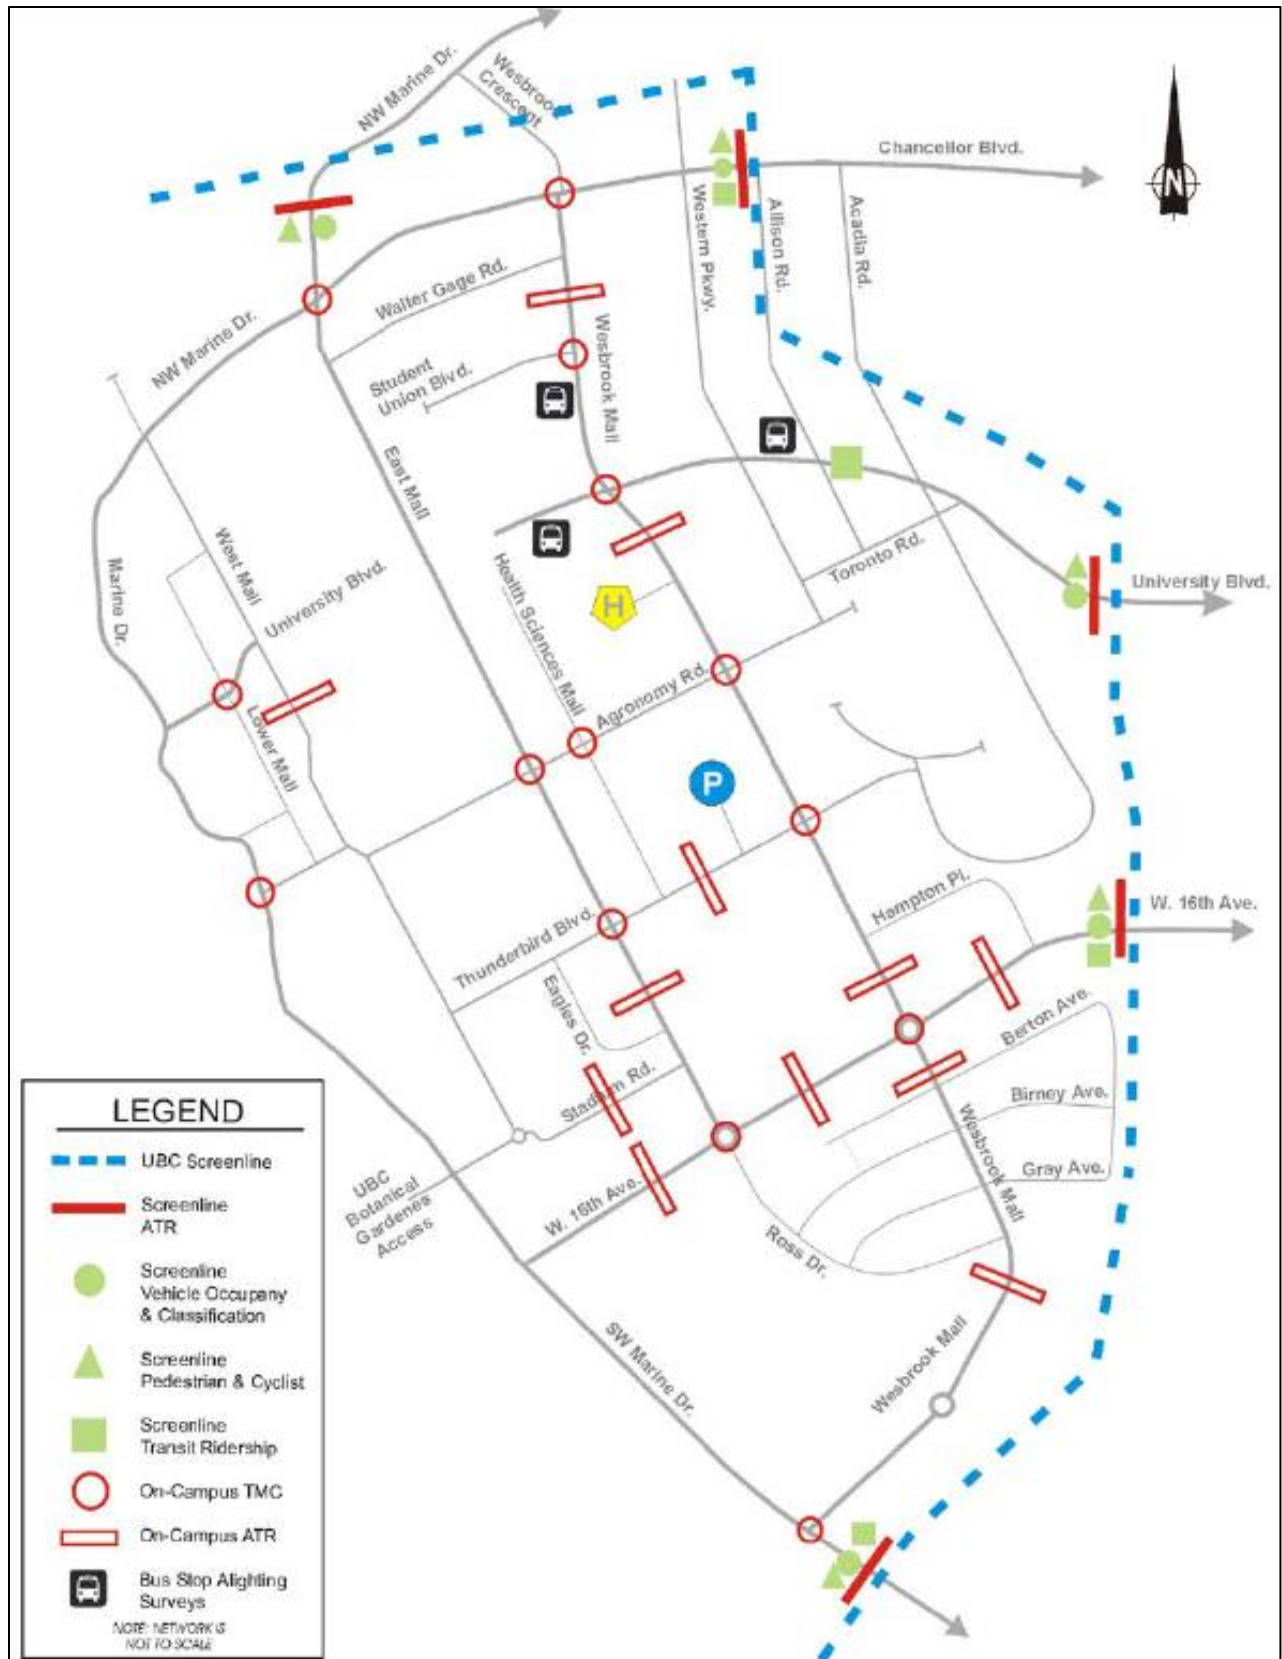 NW Marine Dr.
Wesbrook
Crescent
Chancellor Blvd.
N
Western Pkwy.
Allison Rd.
Acadia Rd.
Walter Gage Rd.
NW Marine Dr.
Wesbrook Mall
Student
Union Blvd.
East Mall
West Mall
University Blvd.
Marine Dr.
Health Sciences Mall
H
Toronto Rd.
University Blvd.
Lower Mall
Agronomy Rd.
P
Hampton Pl.
W. 16th Ave.
Thunderbird Blvd.
Eagles Dr.
Berton Ave.
Stadium Rd.
Birney Ave.
Wesbrook Mall
Gray Ave.
UBC
Botanical
Gardenes
Access
W. 16th Ave.
Ross Dr.
SW Marine Dr.
Wesbrook Mall
LEGEND
UBC Screenline
Screenline
ATR
Screenline
Vehicle Occupany
& Classification
Screenline
Pedestrian & Cyclist
Screenline
Transit Ridership
On-Campus TMC
On-Campus ATR
Bus Stop Alighting
Surveys
NOTE: NETWORK IS
NOT TO SCALE